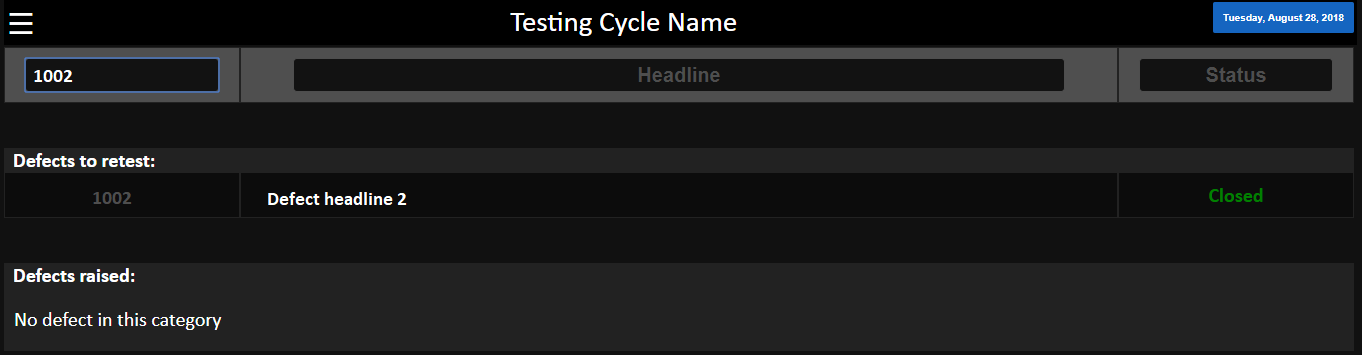 Testing Cycle Name
Tuesday, August 28, 2018
1002 Headline Status
Defects to retest:
1002 Defect headline 2 Closed
Defects raised:
No defect in this category